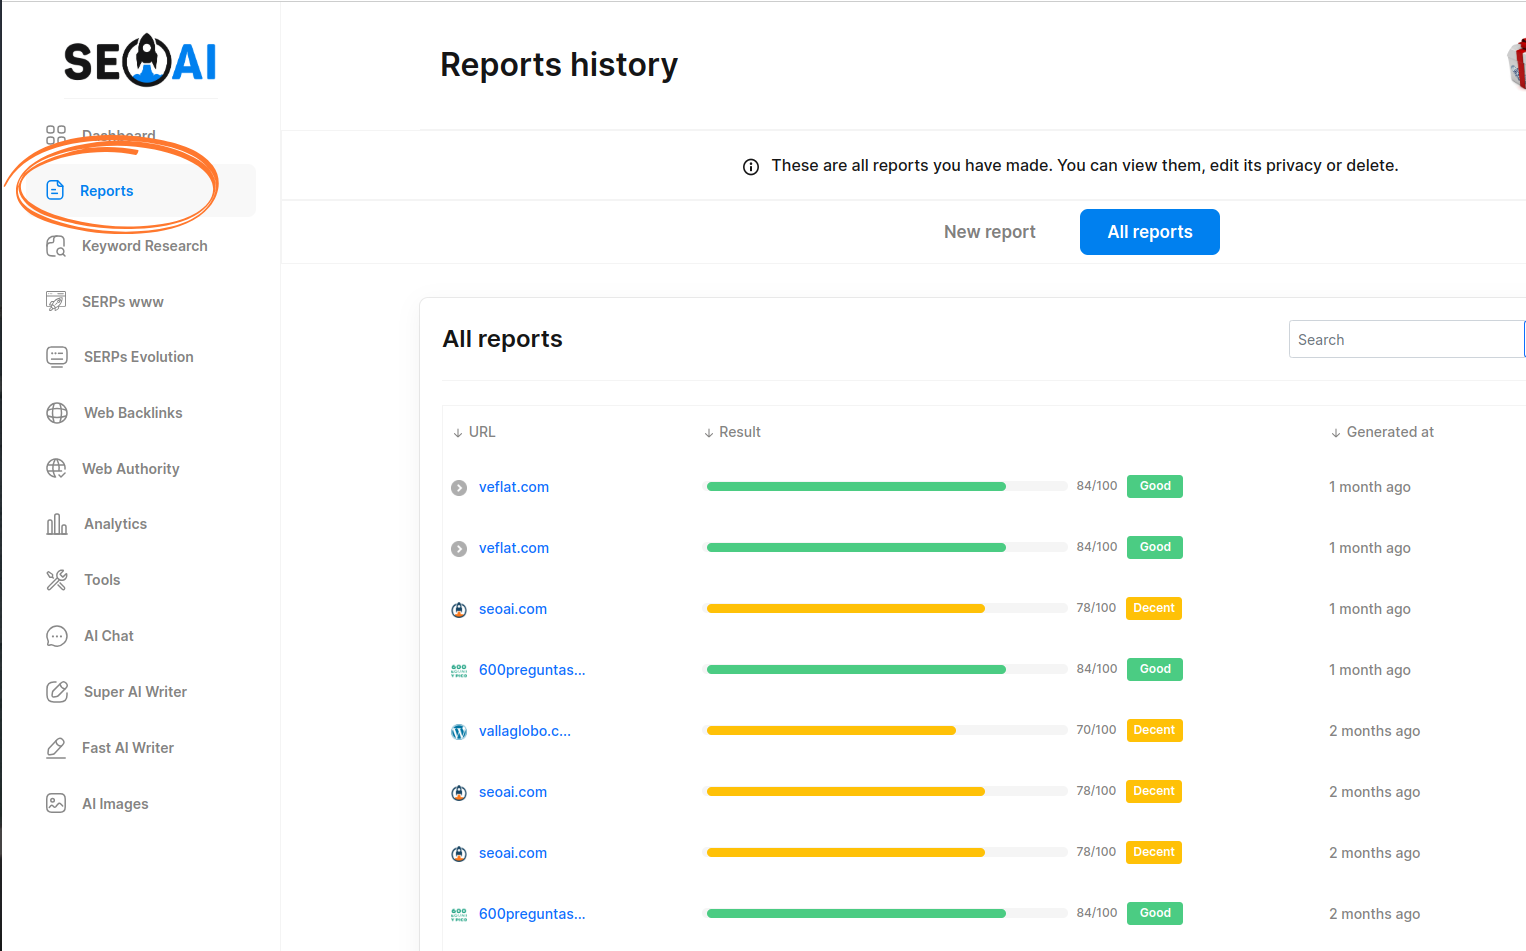 SEOAI
Dashboard
Reports
Keyword Research
SERPs www
SERPs Evolution
Web Backlinks
Web Authority
Analytics
Tools
AI Chat
Super AI Writer
Fast AI Writer
AI Images
Reports history
These are all reports you have made. You can view them, edit its privacy or delete.
New report All reports
All reports Search
URL Result Generated at
veflat.com 84/100 Good 1 month ago
veflat.com 84/100 Good 1 month ago
seoai.com 78/100 Decent 1 month ago
600preguntas... 84/100 Good 1 month ago
vallaglobo.c... 70/100 Decent 2 months ago
seoai.com 78/100 Decent 2 months ago
seoai.com 78/100 Decent 2 months ago
600preguntas... 84/100 Good 2 months ago